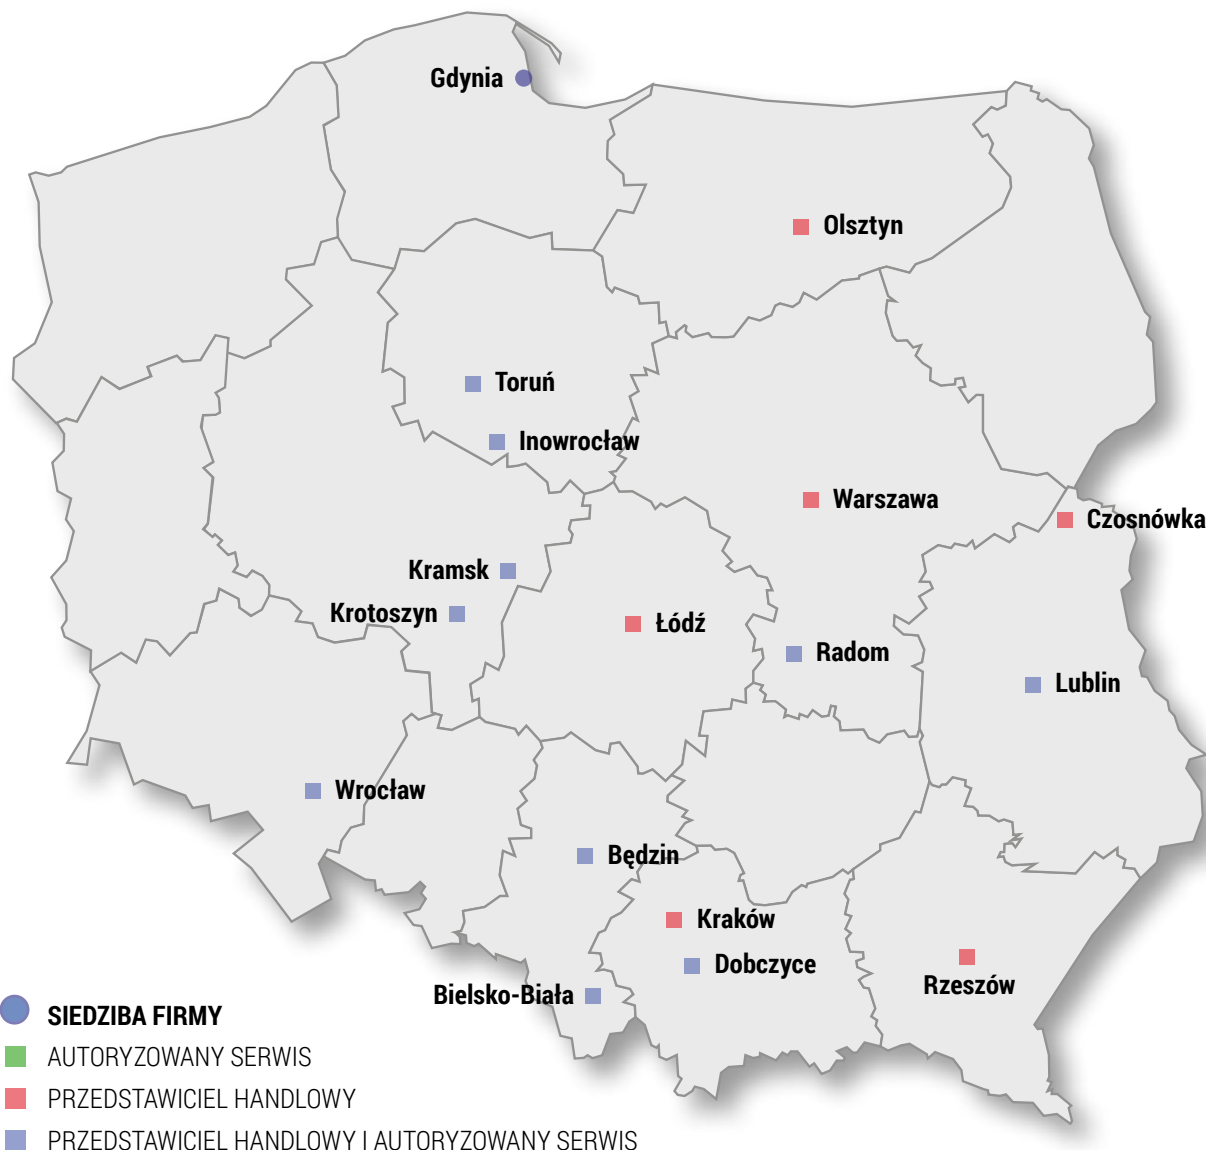 Gdynia
Olsztyn
Toruń
Inowrocław
Warszawa
Czosnówka
Kramsk
Krotoszyn
Łódź
Radom
Lublin
Wrocław
Będzin
Kraków
Dobczyce
Rzeszów
Bielsko-Biała
SIEDZIBA FIRMY
AUTORYZOWANY SERWIS
PRZEDSTAWICIEL HANDLOWY
PRZEDSTAWICIEL HANDLOWY I AUTORYZOWANY SERWIS